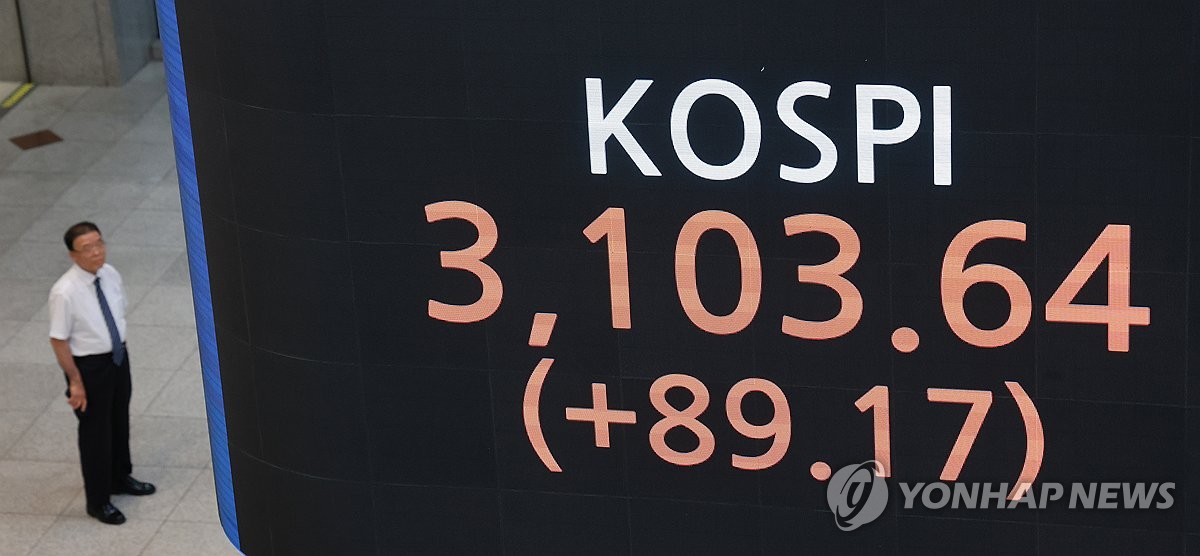 KOSPI
3,103.64
(+89.17)
YONHAP NEWS